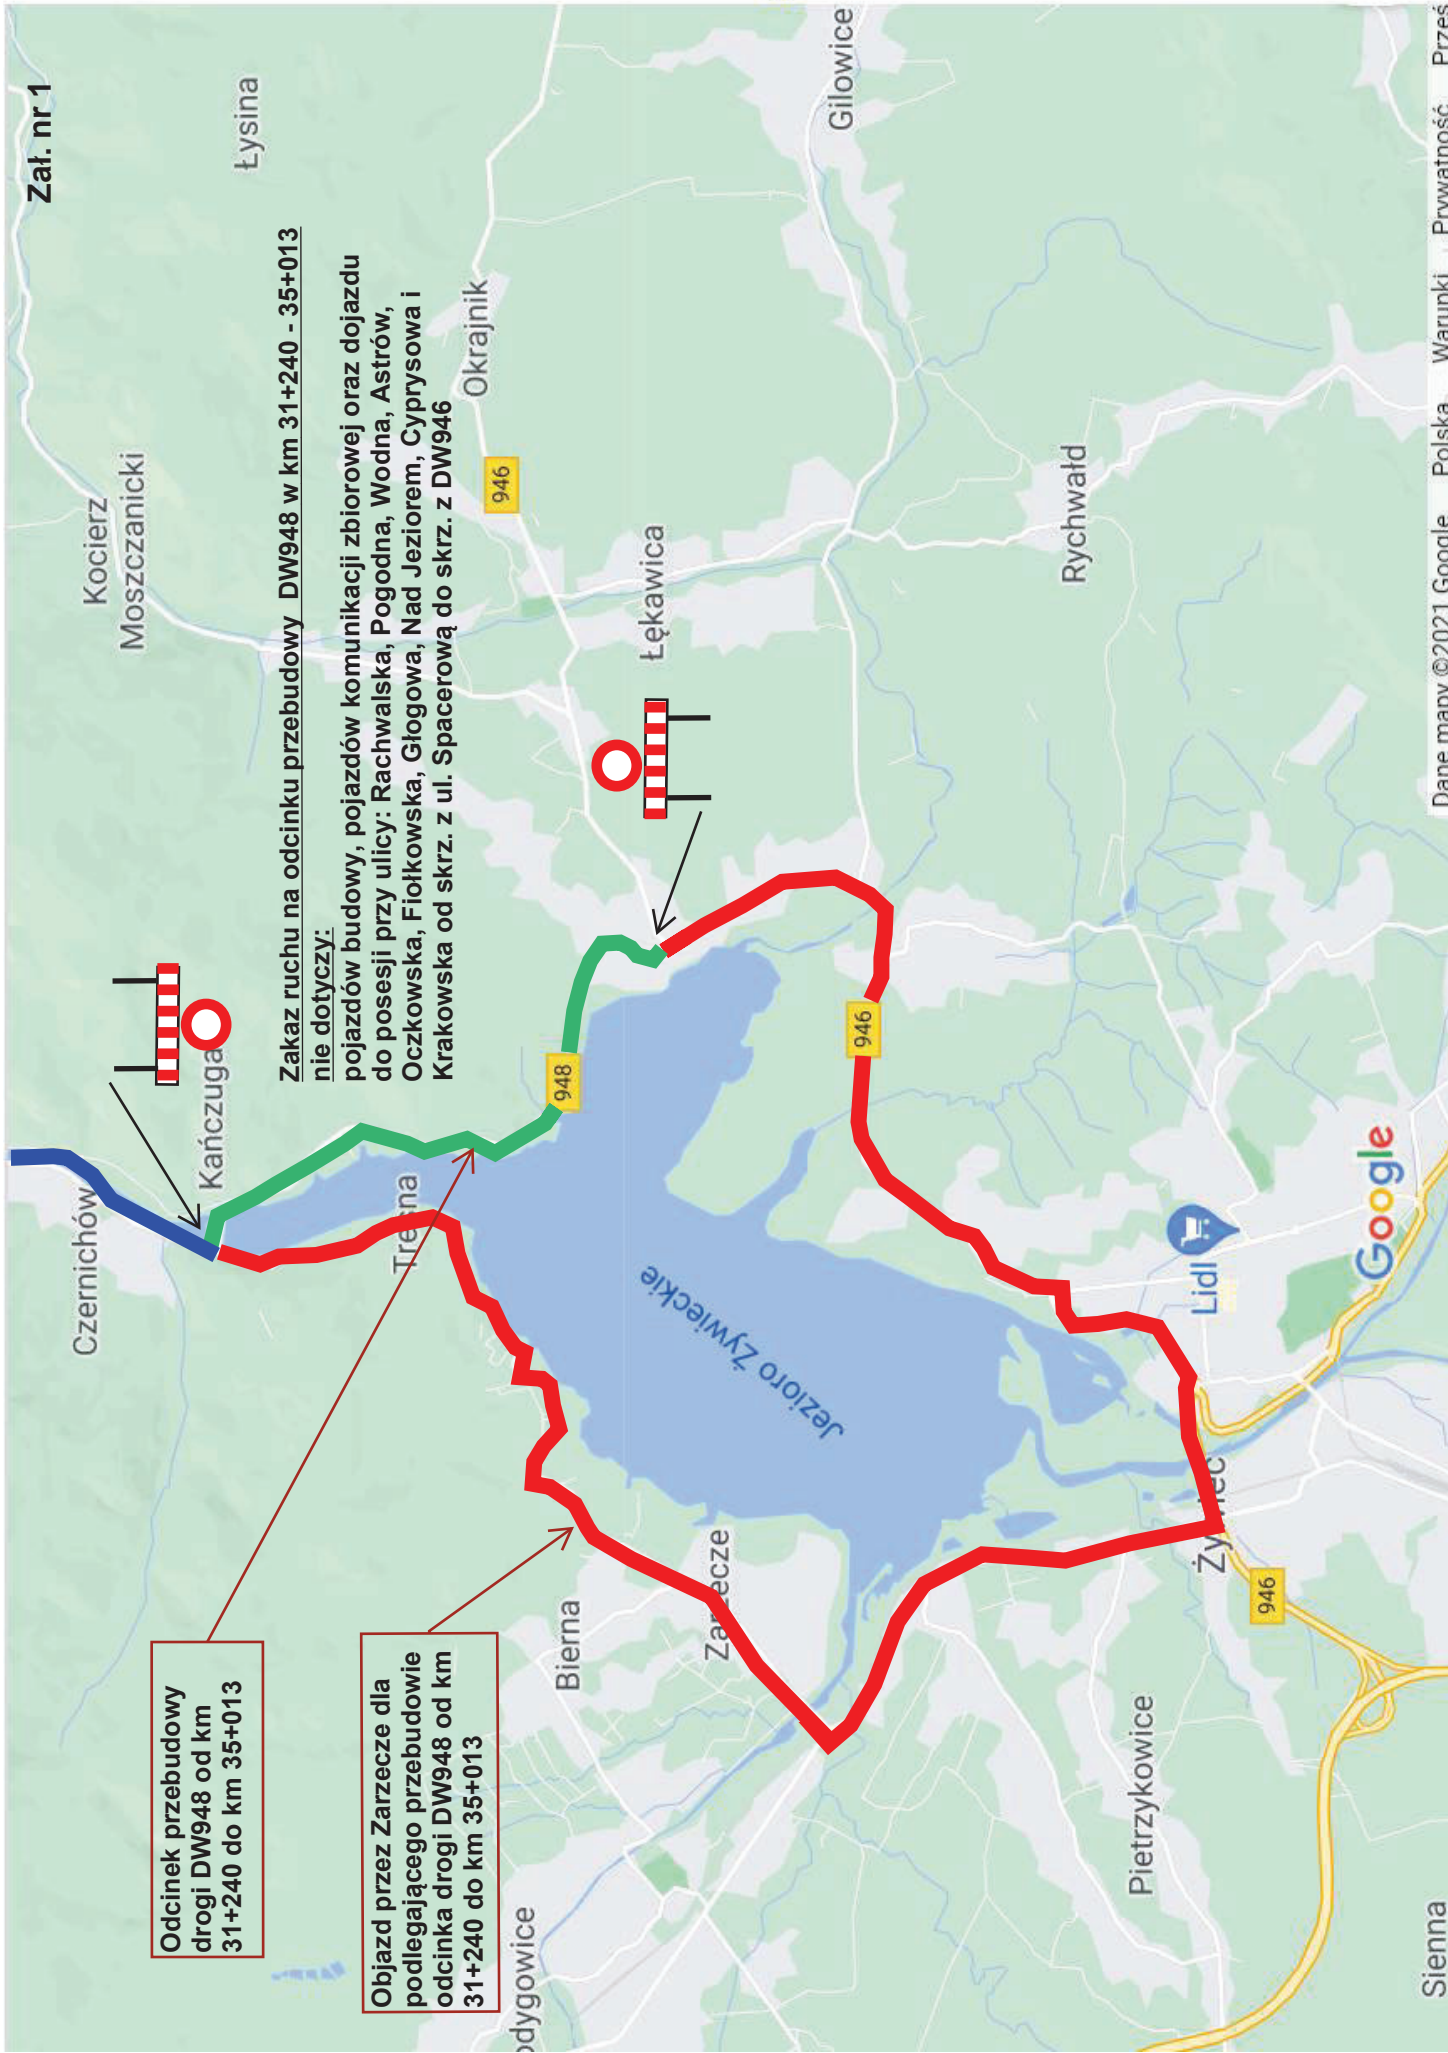 Zał. nr 1
Łysina
Gilowice
Kocierz
Moszczanicki
Zakaz ruchu na odcinku przebudowy DW948 w km 31+240 - 35+013
nie dotyczy:
pojazdów budowy, pojazdów komunikacji zbiorowej oraz dojazdu
do posesji przy ulicy: Rachwalska, Pogodna, Wodna, Astrów,
Oczkowska, Fiołkowska, Głogowa, Nad Jeziorem, Cyprysowa i
Krakowska od skrz. z ul. Spacerową do skrz. z DW946
Okrajnik
946
Łękawica
Rychwałd
Kańczuga
Czernichów
Tresna
948
946
Jezioro Żywieckie
Lidl
Google
Odcinek przebudowy
drogi DW948 od km
31+240 do km 35+013
Objazd przez Zarzecze dla
podlegającego przebudowie
odcinka drogi DW948 od km
31+240 do km 35+013
Bierna
Zarzecze
Żywiec
946
Pietrzykowice
odygowice
Sienna
Dane mapy ©2021 Google Polska Warunki Prywatność Prześ